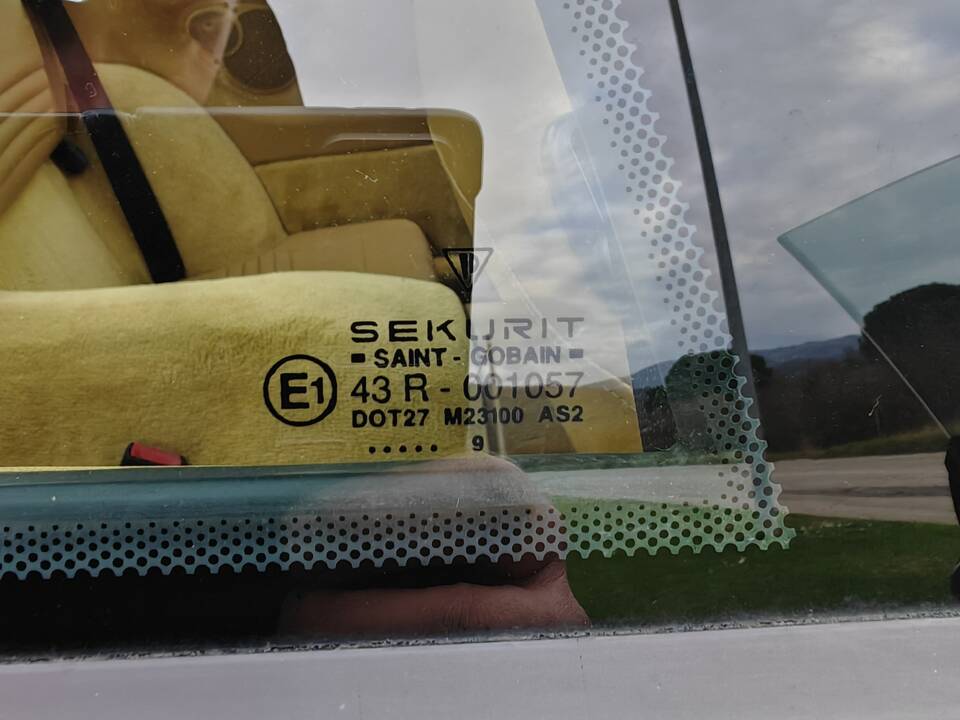 SEKURIT
▪ SAINT - GOBAIN ▪
E1 43 R - 001057
DOT27 M23100 AS2
..... 9